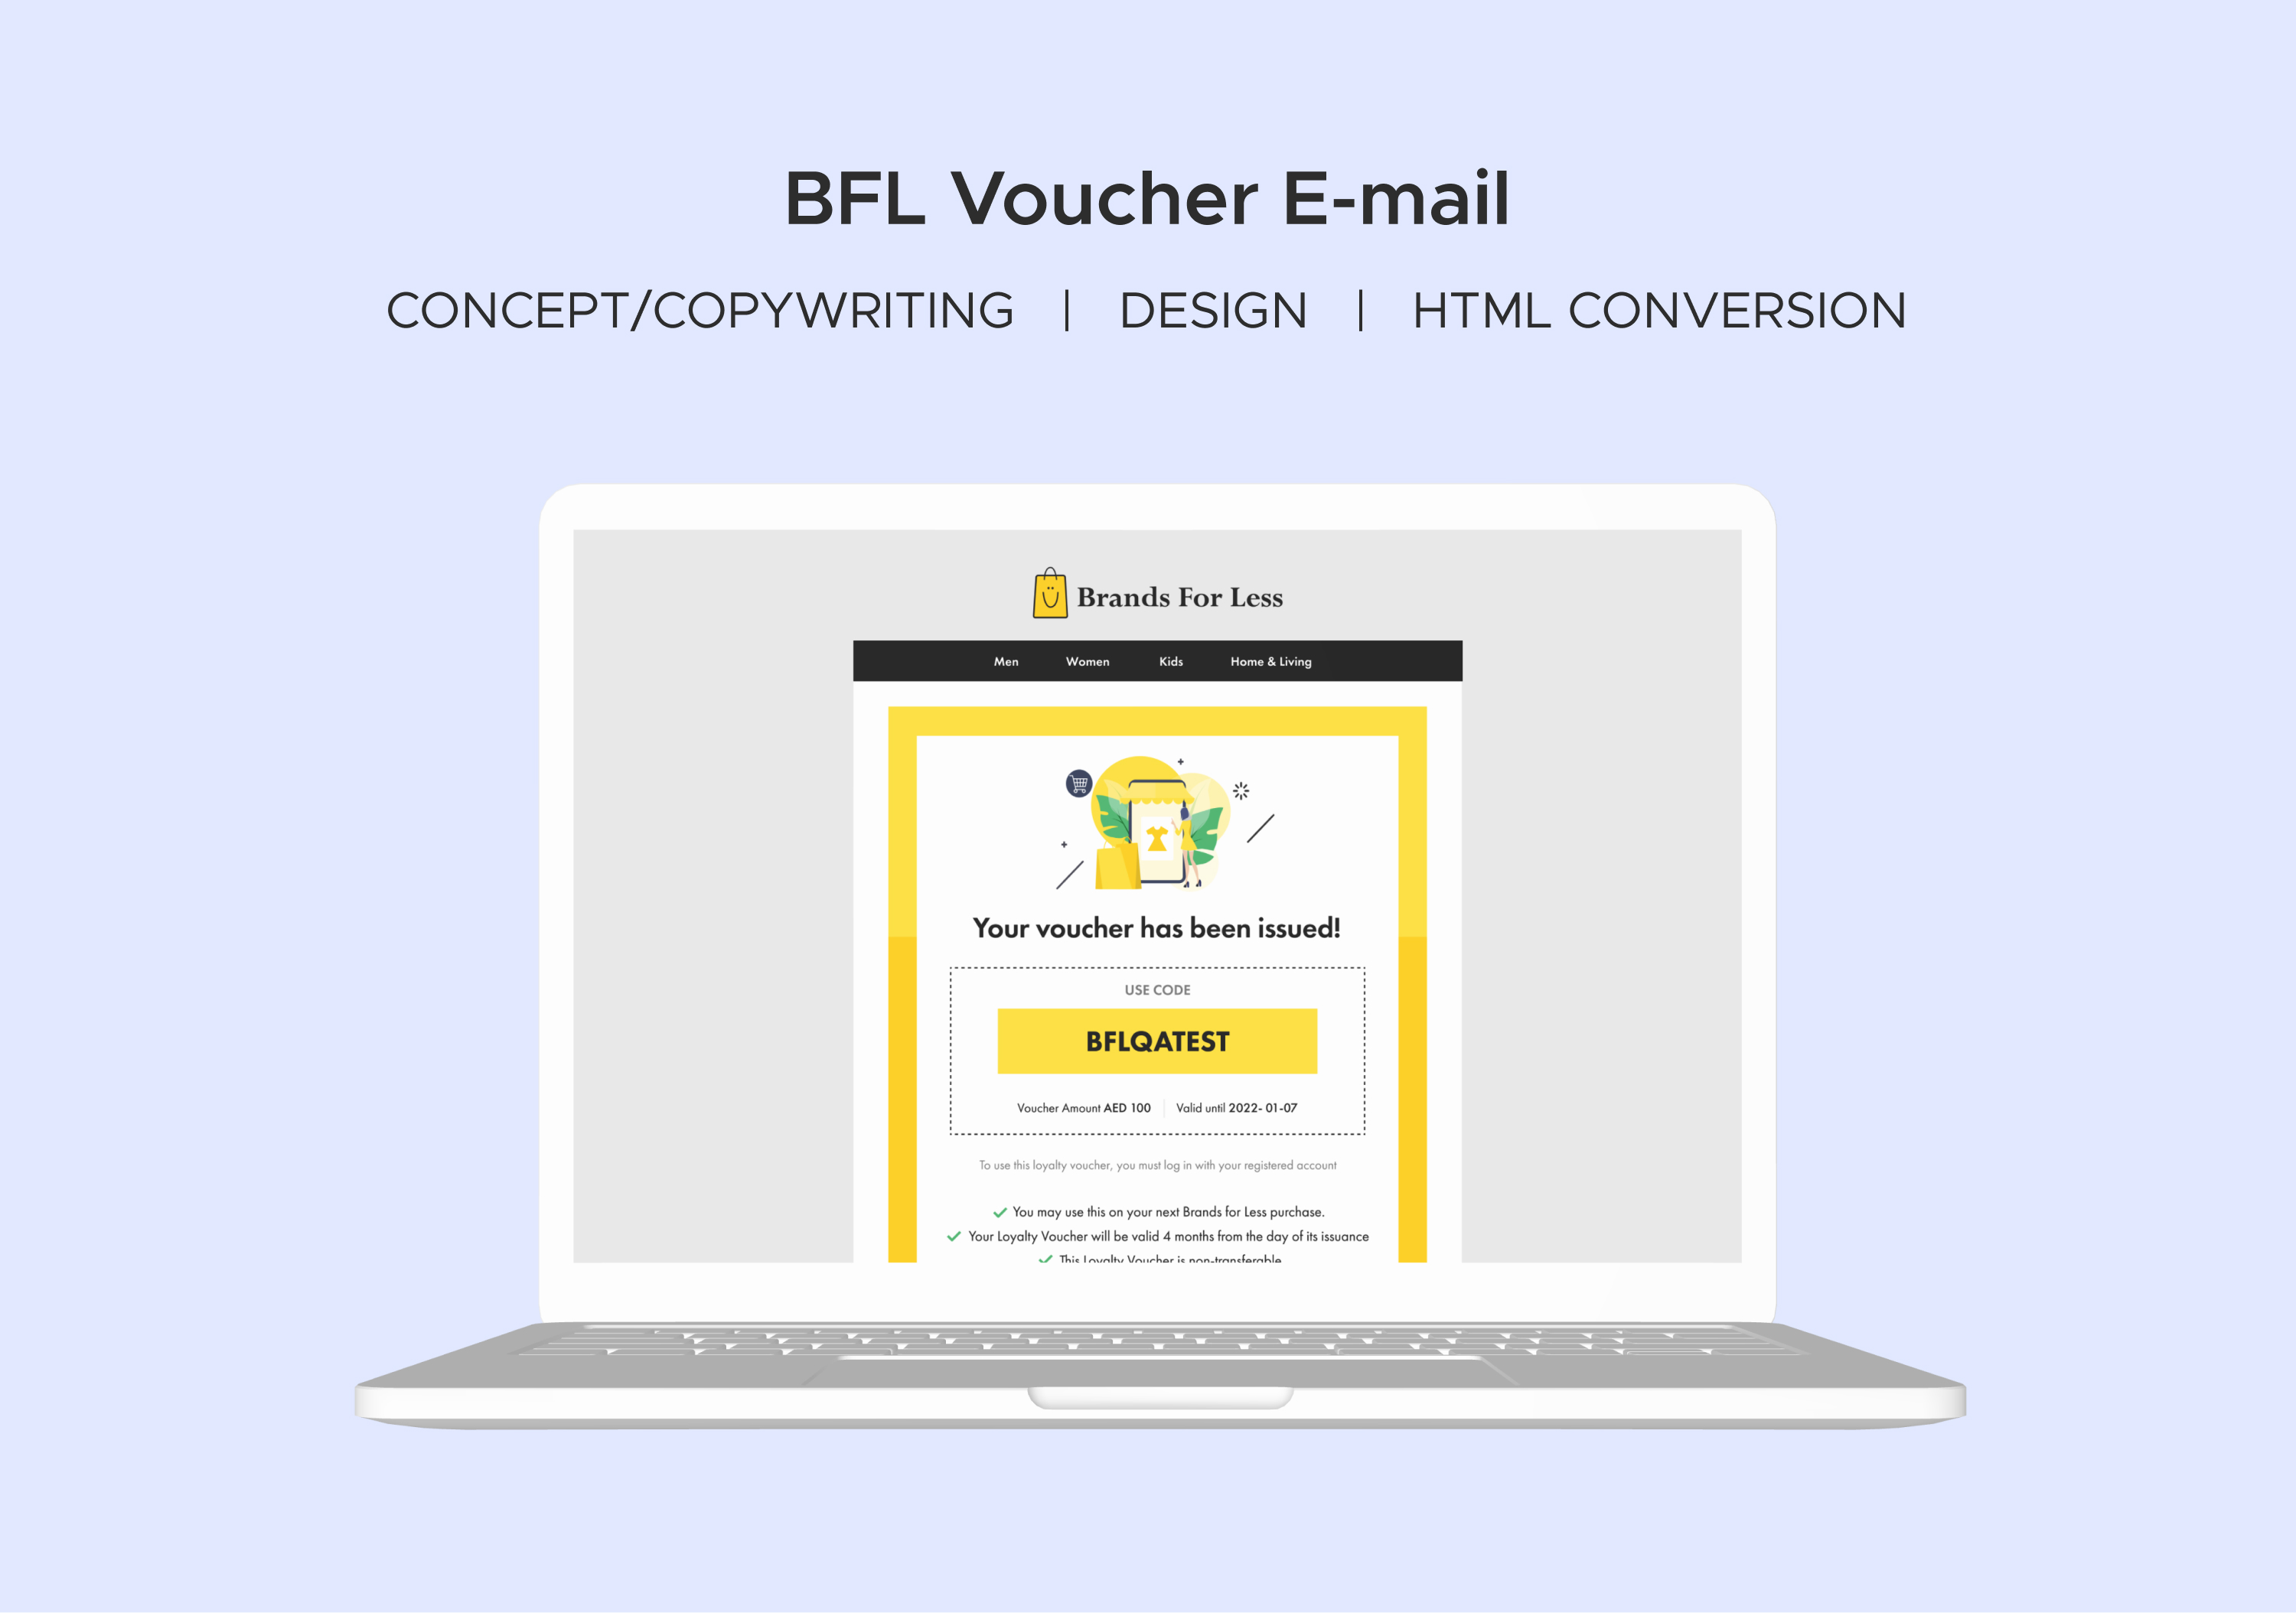 BFL Voucher E-mail
CONCEPT/COPYWRITING | DESIGN | HTML CONVERSION
Brands For Less
Men Women Kids Home & Living
Your voucher has been issued!
USE CODE
BFLQATEST
Voucher Amount AED 100 Valid until 2022- 01-07
To use this loyalty voucher, you must log in with your registered account
You may use this on your next Brands for Less purchase.
Your Loyalty Voucher will be valid 4 months from the day of its issuance
This Loyalty Voucher is non-transferable